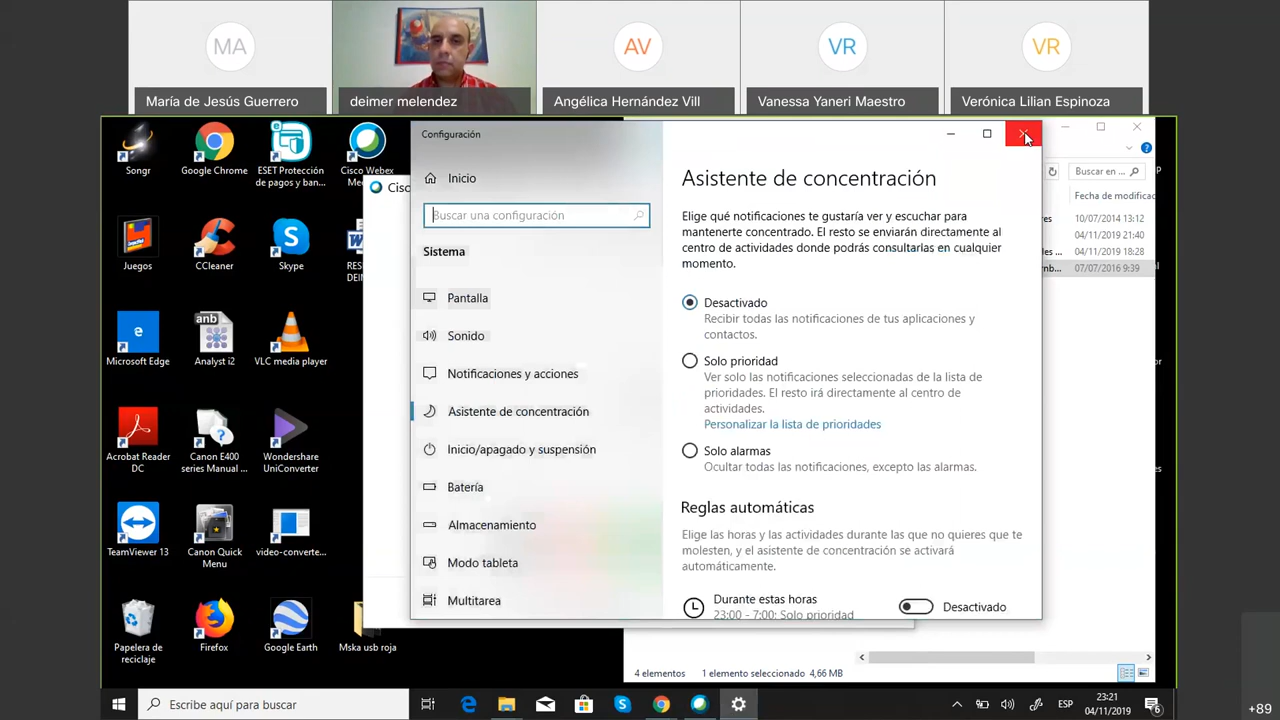 MA
AV
VR
VR
María de Jesús Guerrero
deimer melendez
Angélica Hernández Vill
Vanessa Yaneri Maestro
Verónica Lilian Espinoza
Songr
Google Chrome
ESET Protección
de pagos y ban...
Cisco Webex
Juegos
CCleaner
Skype
Microsoft Edge
anb
Analyst i2
VLC media player
Acrobat Reader
DC
Canon E400
series Manual ...
Wondershare
UniConverter
TeamViewer 13
Canon Quick
Menu
video-converte...
Papelera de
reciclaje
Firefox
Google Earth
Mska usb roja
Cisc
Configuración
Inicio
Buscar una configuración
Sistema
Pantalla
Sonido
Notificaciones y acciones
Asistente de concentración
Inicio/apagado y suspensión
Batería
Almacenamiento
Modo tableta
Multitarea
Asistente de concentración
Elige qué notificaciones te gustaría ver y escuchar para
mantenerte concentrado. El resto se enviarán directamente al
centro de actividades donde podrás consultarlas en cualquier
momento.
Desactivado
Recibir todas las notificaciones de tus aplicaciones y
contactos.
Solo prioridad
Ver solo las notificaciones seleccionadas de la lista de
prioridades. El resto irá directamente al centro de
actividades.
Personalizar la lista de prioridades
Solo alarmas
Ocultar todas las notificaciones, excepto las alarmas.
Reglas automáticas
Elige las horas y las actividades durante las que no quieres que te
molesten, y el asistente de concentración se activará
automáticamente.
Durante estas horas
23:00 - 7:00: Solo prioridad
Desactivado
Buscar en ...
Fecha de modificac
10/07/2014 13:12
04/11/2019 21:40
04/11/2019 18:28
07/07/2016 9:39
4 elementos
1 elemento seleccionado 4,66 MB
Escribe aquí para buscar
ESP
23:21
04/11/2019
6
+89